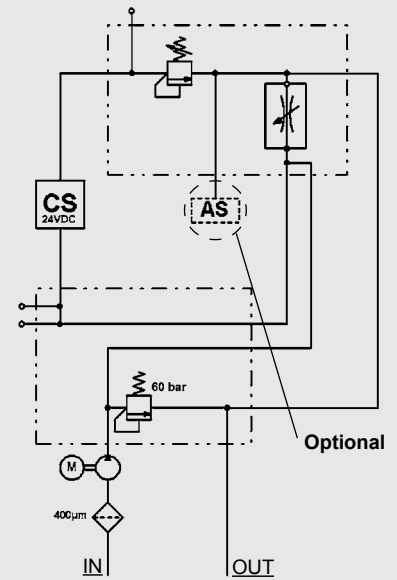 CS
24VDC
AS
60 bar
Optional
M
400µm
IN
OUT